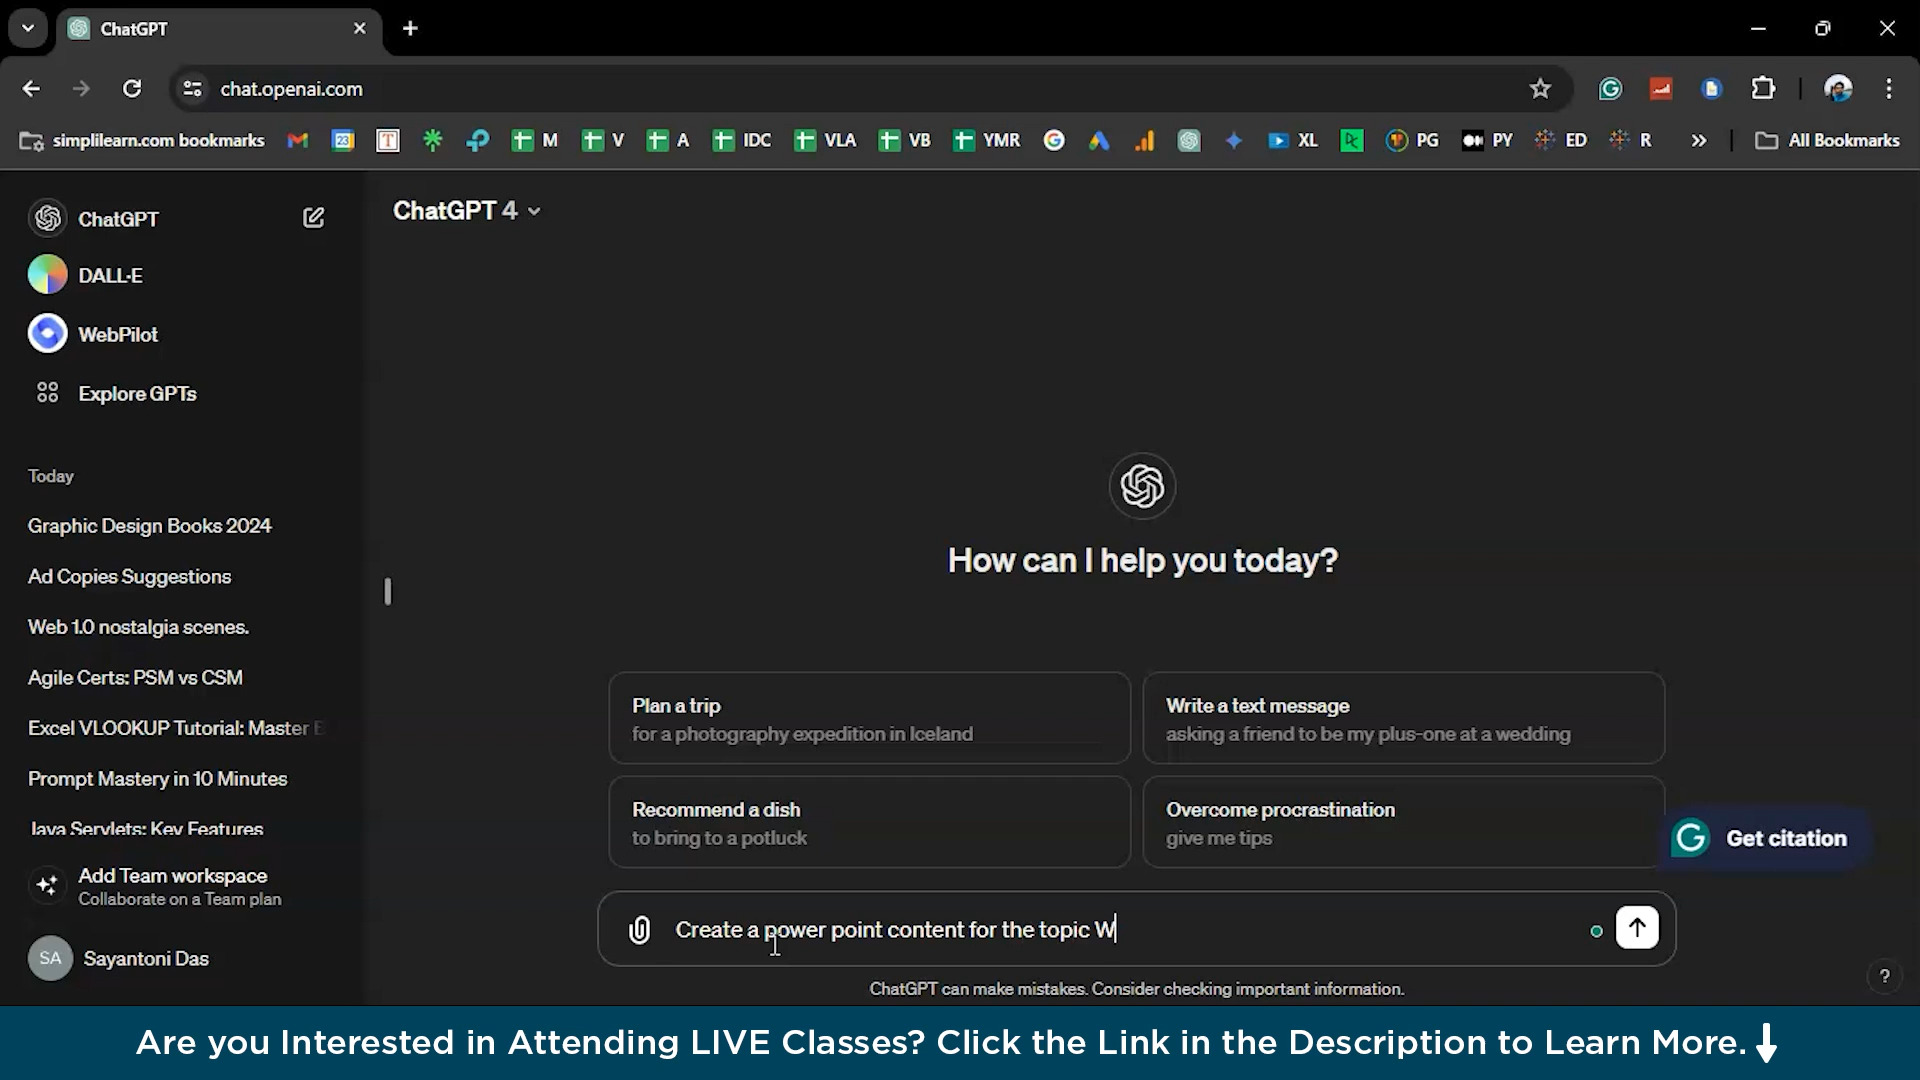 ChatGPT
chat.openai.com
simplilearn.com bookmarks
23
T
M
V
A
IDC
VLA
VB
YMR
XL
PG
PY
ED
R
All Bookmarks
ChatGPT
DALL·E
WebPilot
Explore GPTs
Today
Graphic Design Books 2024
Ad Copies Suggestions
Web 1.0 nostalgia scenes.
Agile Certs: PSM vs CSM
Excel VLOOKUP Tutorial: Master E
Prompt Mastery in 10 Minutes
Java Servlets: Key Features
Add Team workspace
Collaborate on a Team plan
SA
Sayantoni Das
ChatGPT 4
How can I help you today?
Plan a trip
for a photography expedition in Iceland
Write a text message
asking a friend to be my plus-one at a wedding
Recommend a dish
to bring to a potluck
Overcome procrastination
give me tips
Get citation
Create a power point content for the topic W
ChatGPT can make mistakes. Consider checking important information.
?
Are you Interested in Attending LIVE Classes? Click the Link in the Description to Learn More.